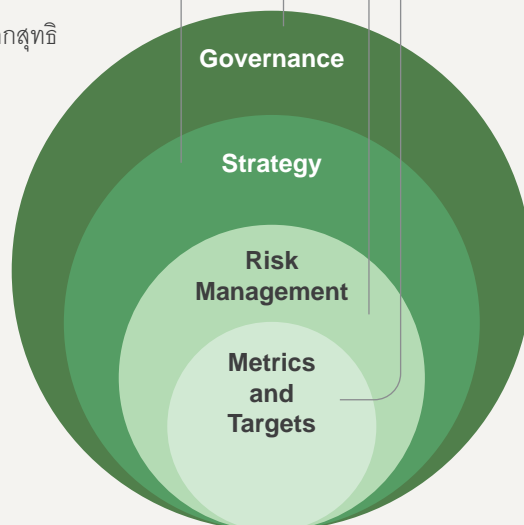 Governance
Strategy
Risk
Management
Metrics
and
Targets